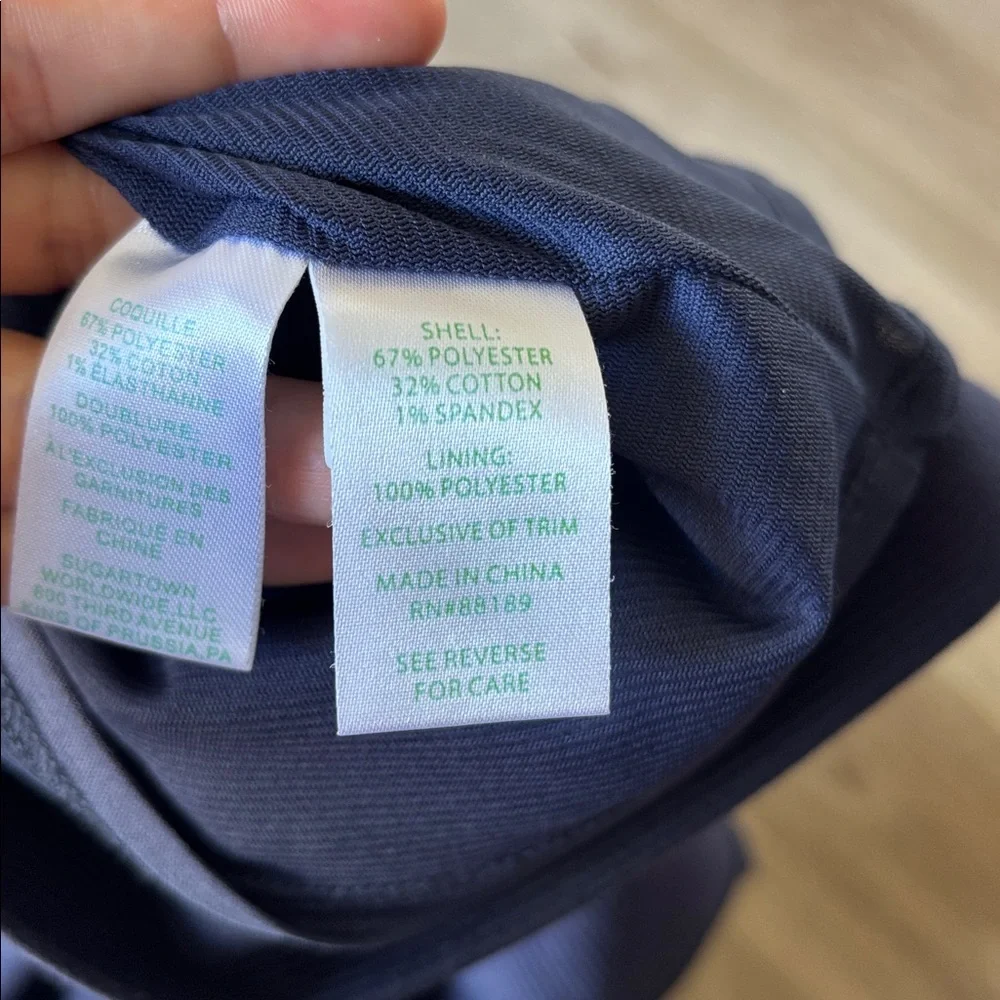 COQUILLE:
67% POLYESTER
32% COTON
1% ÉLASTHANNE
DOUBLURE:
100% POLYESTER
À L'EXCLUSION DES
GARNITURES
FABRIQUÉ EN
CHINE
SUGARTOWN
WORLDWIDE, LLC
800 THIRD AVENUE
KING OF PRUSSIA, PA
SHELL:
67% POLYESTER
32% COTTON
1% SPANDEX
LINING:
100% POLYESTER
EXCLUSIVE OF TRIM
MADE IN CHINA
RN#88189
SEE REVERSE
FOR CARE